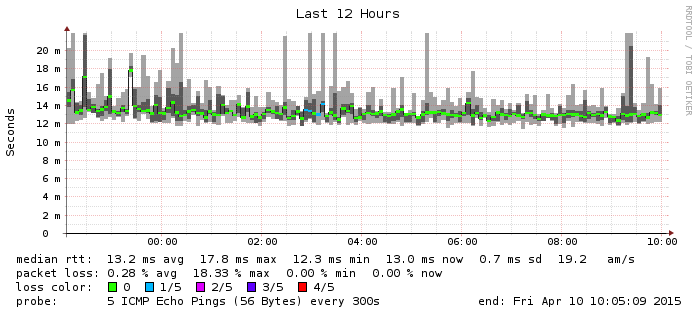 Last 12 Hours
RRDTOOL / TOBI OETIKER
Seconds
20 m
18 m
16 m
14 m
12 m
10 m
8 m
6 m
4 m
2 m
0
00:00 02:00 04:00 06:00 08:00 10:00
median rtt: 13.2 ms avg 17.8 ms max 12.3 ms min 13.0 ms now 0.7 ms sd 19.2 am/s
packet loss: 0.28 % avg 18.33 % max 0.00 % min 0.00 % now
loss color: 0 1/5 2/5 3/5 4/5
probe: 5 ICMP Echo Pings (56 Bytes) every 300s end: Fri Apr 10 10:05:09 2015